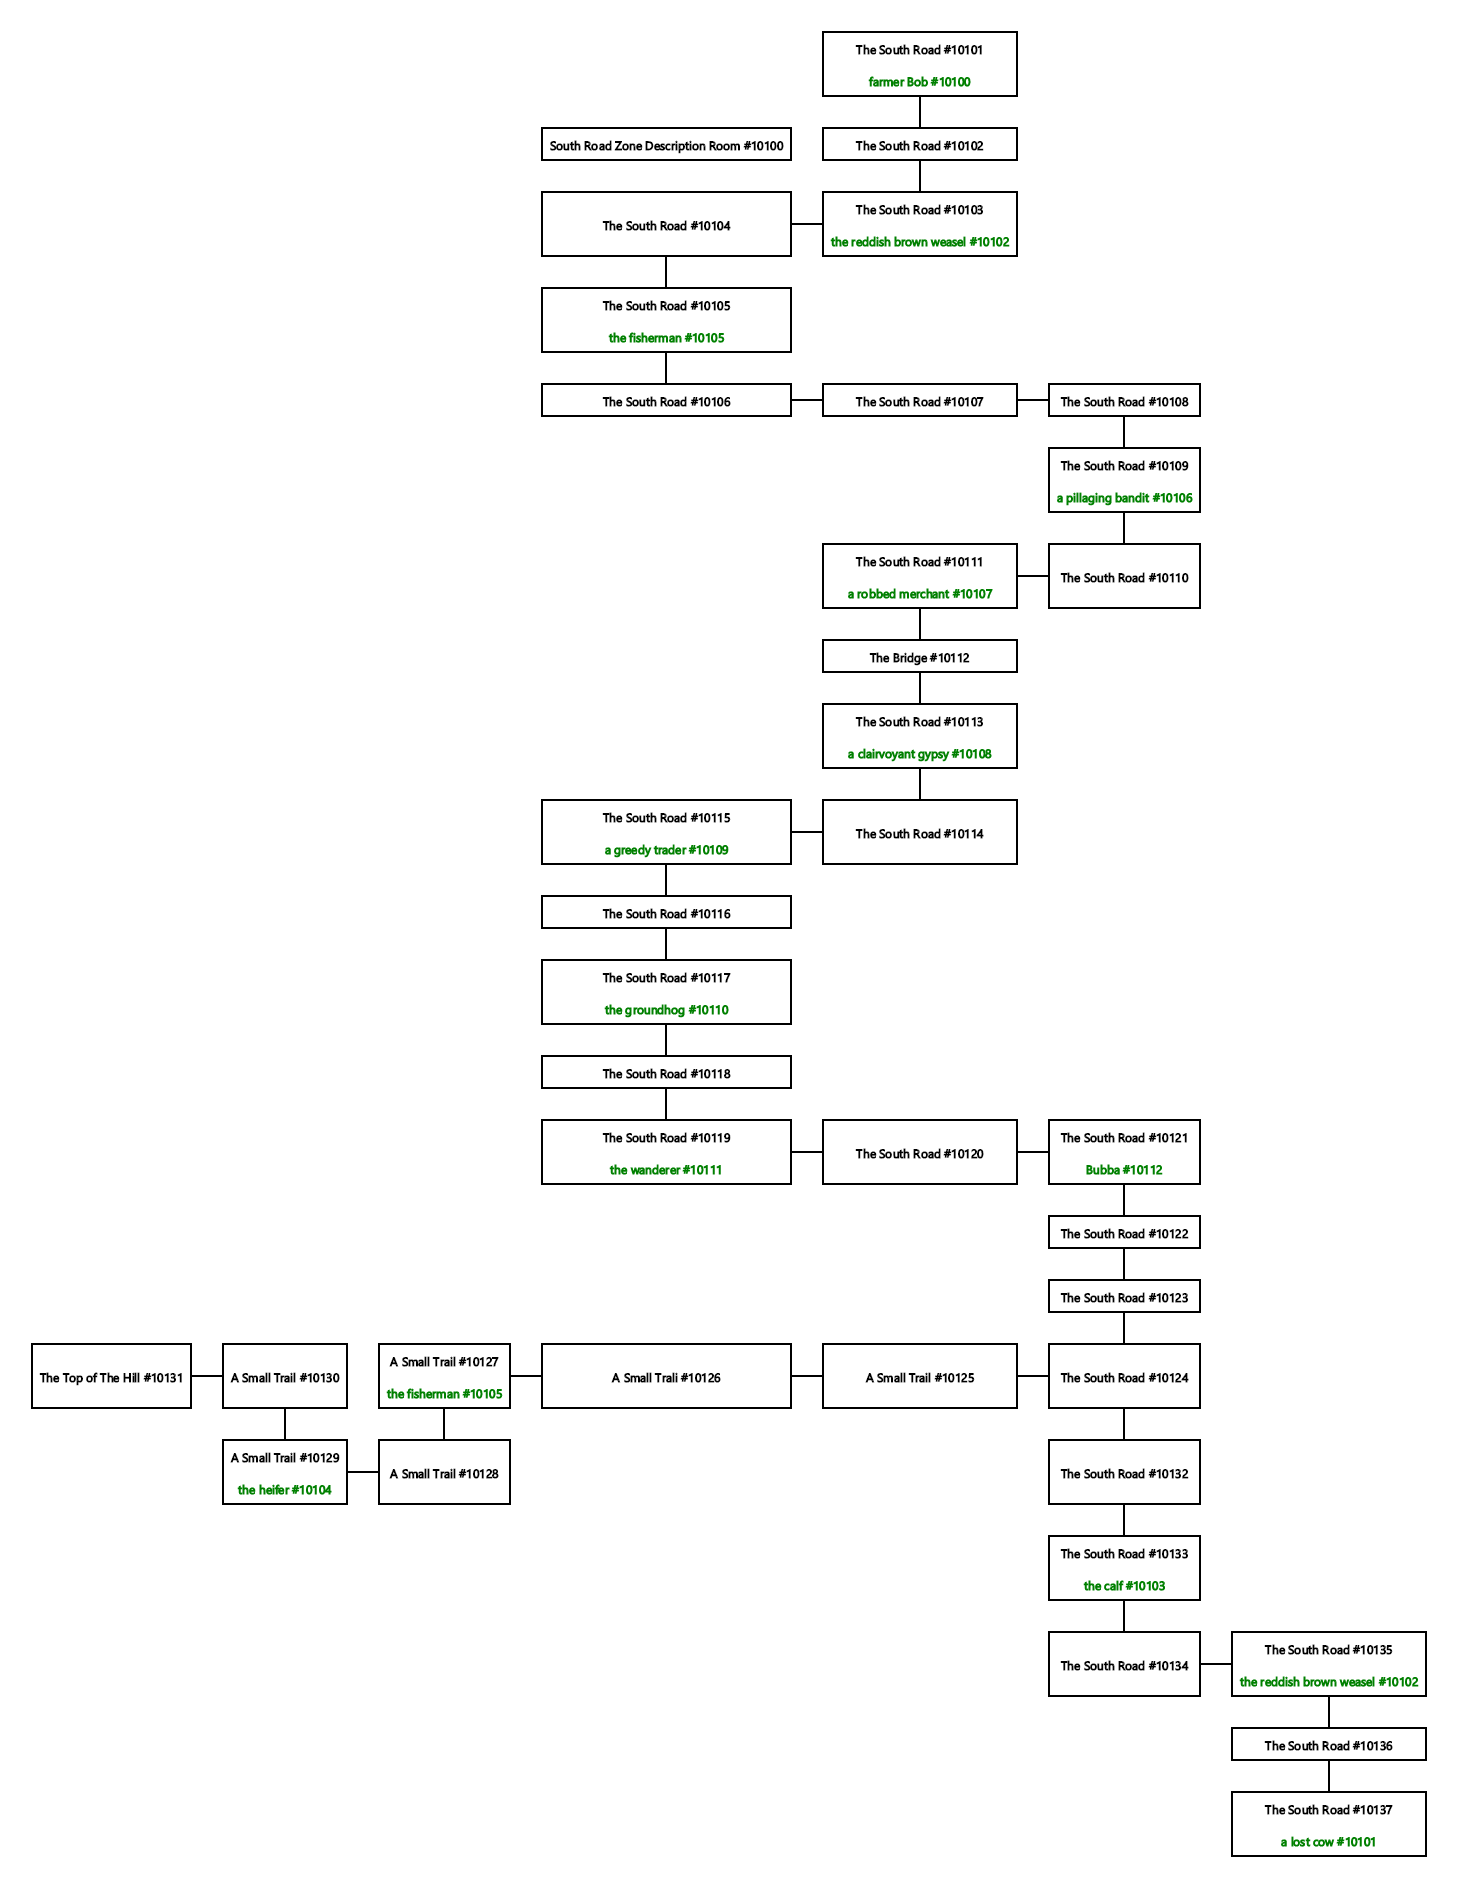 The South Road #10101
farmer Bob #10100
South Road Zone Description Room #10100
The South Road #10102
The South Road #10104
The South Road #10103
the reddish brown weasel #10102
The South Road #10105
the fisherman #10105
The South Road #10106
The South Road #10107
The South Road #10108
The South Road #10109
a pillaging bandit #10106
The South Road #10111
a robbed merchant #10107
The South Road #10110
The Bridge #10112
The South Road #10113
a clairvoyant gypsy #10108
The South Road #10115
a greedy trader #10109
The South Road #10114
The South Road #10116
The South Road #10117
the groundhog #10110
The South Road #10118
The South Road #10119
the wanderer #10111
The South Road #10120
The South Road #10121
Bubba #10112
The South Road #10122
The South Road #10123
The Top of The Hill #10131
A Small Trail #10130
A Small Trail #10127
the fisherman #10105
A Small Trali #10126
A Small Trail #10125
The South Road #10124
A Small Trail #10129
the heifer #10104
A Small Trail #10128
The South Road #10132
The South Road #10133
the calf #10103
The South Road #10134
The South Road #10135
the reddish brown weasel #10102
The South Road #10136
The South Road #10137
a lost cow #10101